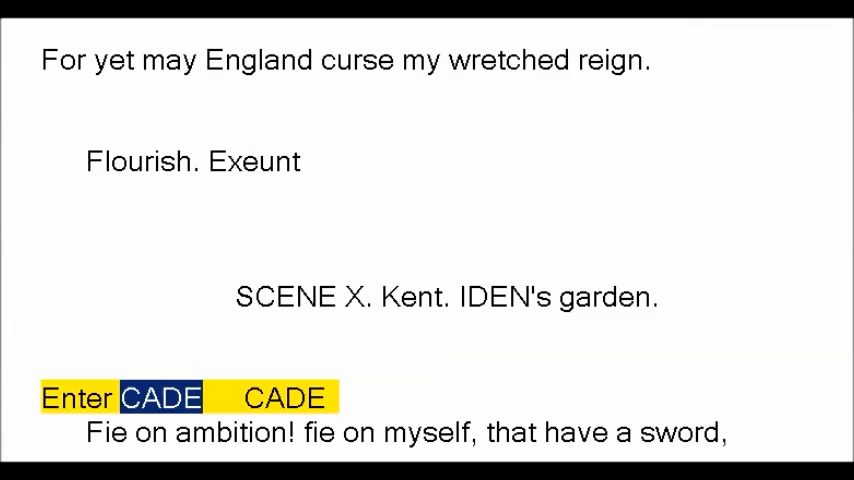 For yet may England curse my wretched reign.
Flourish. Exeunt
SCENE X. Kent. IDEN's garden.
Enter CADE CADE
Fie on ambition! fie on myself, that have a sword,